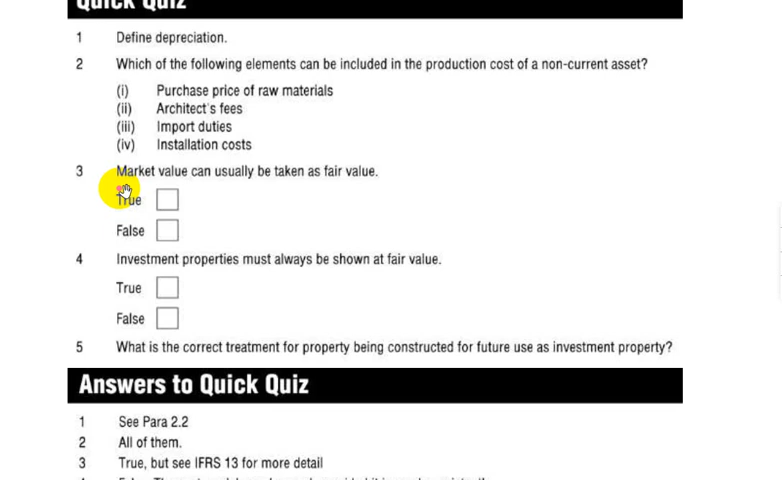 Quick Quiz
1 Define depreciation.
2 Which of the following elements can be included in the production cost of a non-current asset?
(i) Purchase price of raw materials
(ii) Architect's fees
(iii) Import duties
(iv) Installation costs
3 Market value can usually be taken as fair value.
True
False
4 Investment properties must always be shown at fair value.
True
False
5 What is the correct treatment for property being constructed for future use as investment property?
Answers to Quick Quiz
1 See Para 2.2
2 All of them.
3 True, but see IFRS 13 for more detail